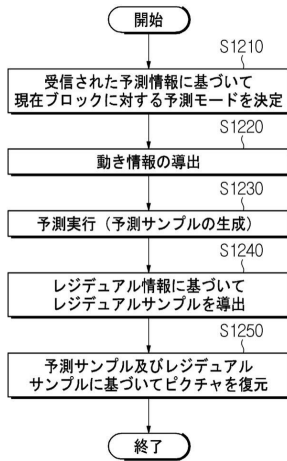 開始
S1210
受信された予測情報に基づいて
現在ブロックに対する予測モードを決定
S1220
動き情報の導出
S1230
予測実行（予測サンプルの生成）
S1240
レジデュアル情報に基づいて
レジデュアルサンプルを導出
S1250
予測サンプル及びレジデュアル
サンプルに基づいてピクチャを復元
終了